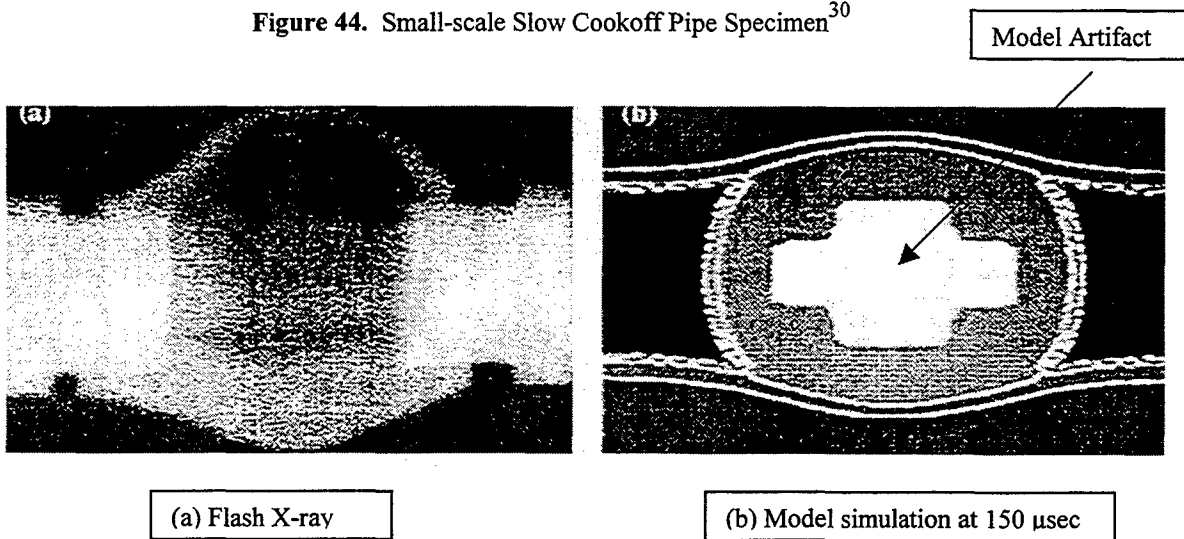 Figure 44. Small-scale Slow Cookoff Pipe Specimen30
Model Artifact
(a)
(b)
(a) Flash X-ray
(b) Model simulation at 150 μsec